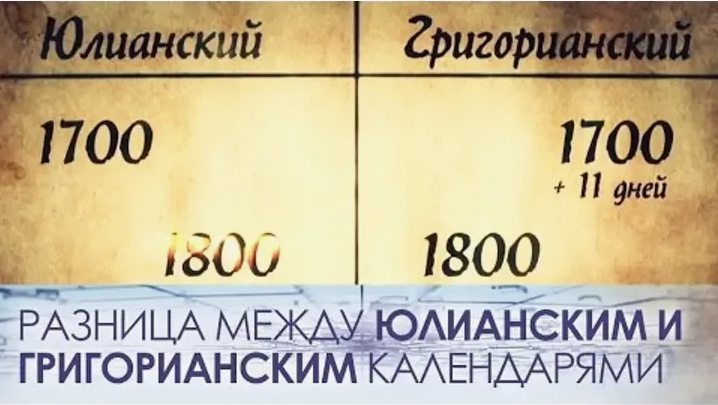 Юлианский Григорианский
1700 1700
+ 11 дней
1800 1800
РАЗНИЦА МЕЖДУ ЮЛИАНСКИМ И
ГРИГОРИАНСКИМ КАЛЕНДАРЯМИ